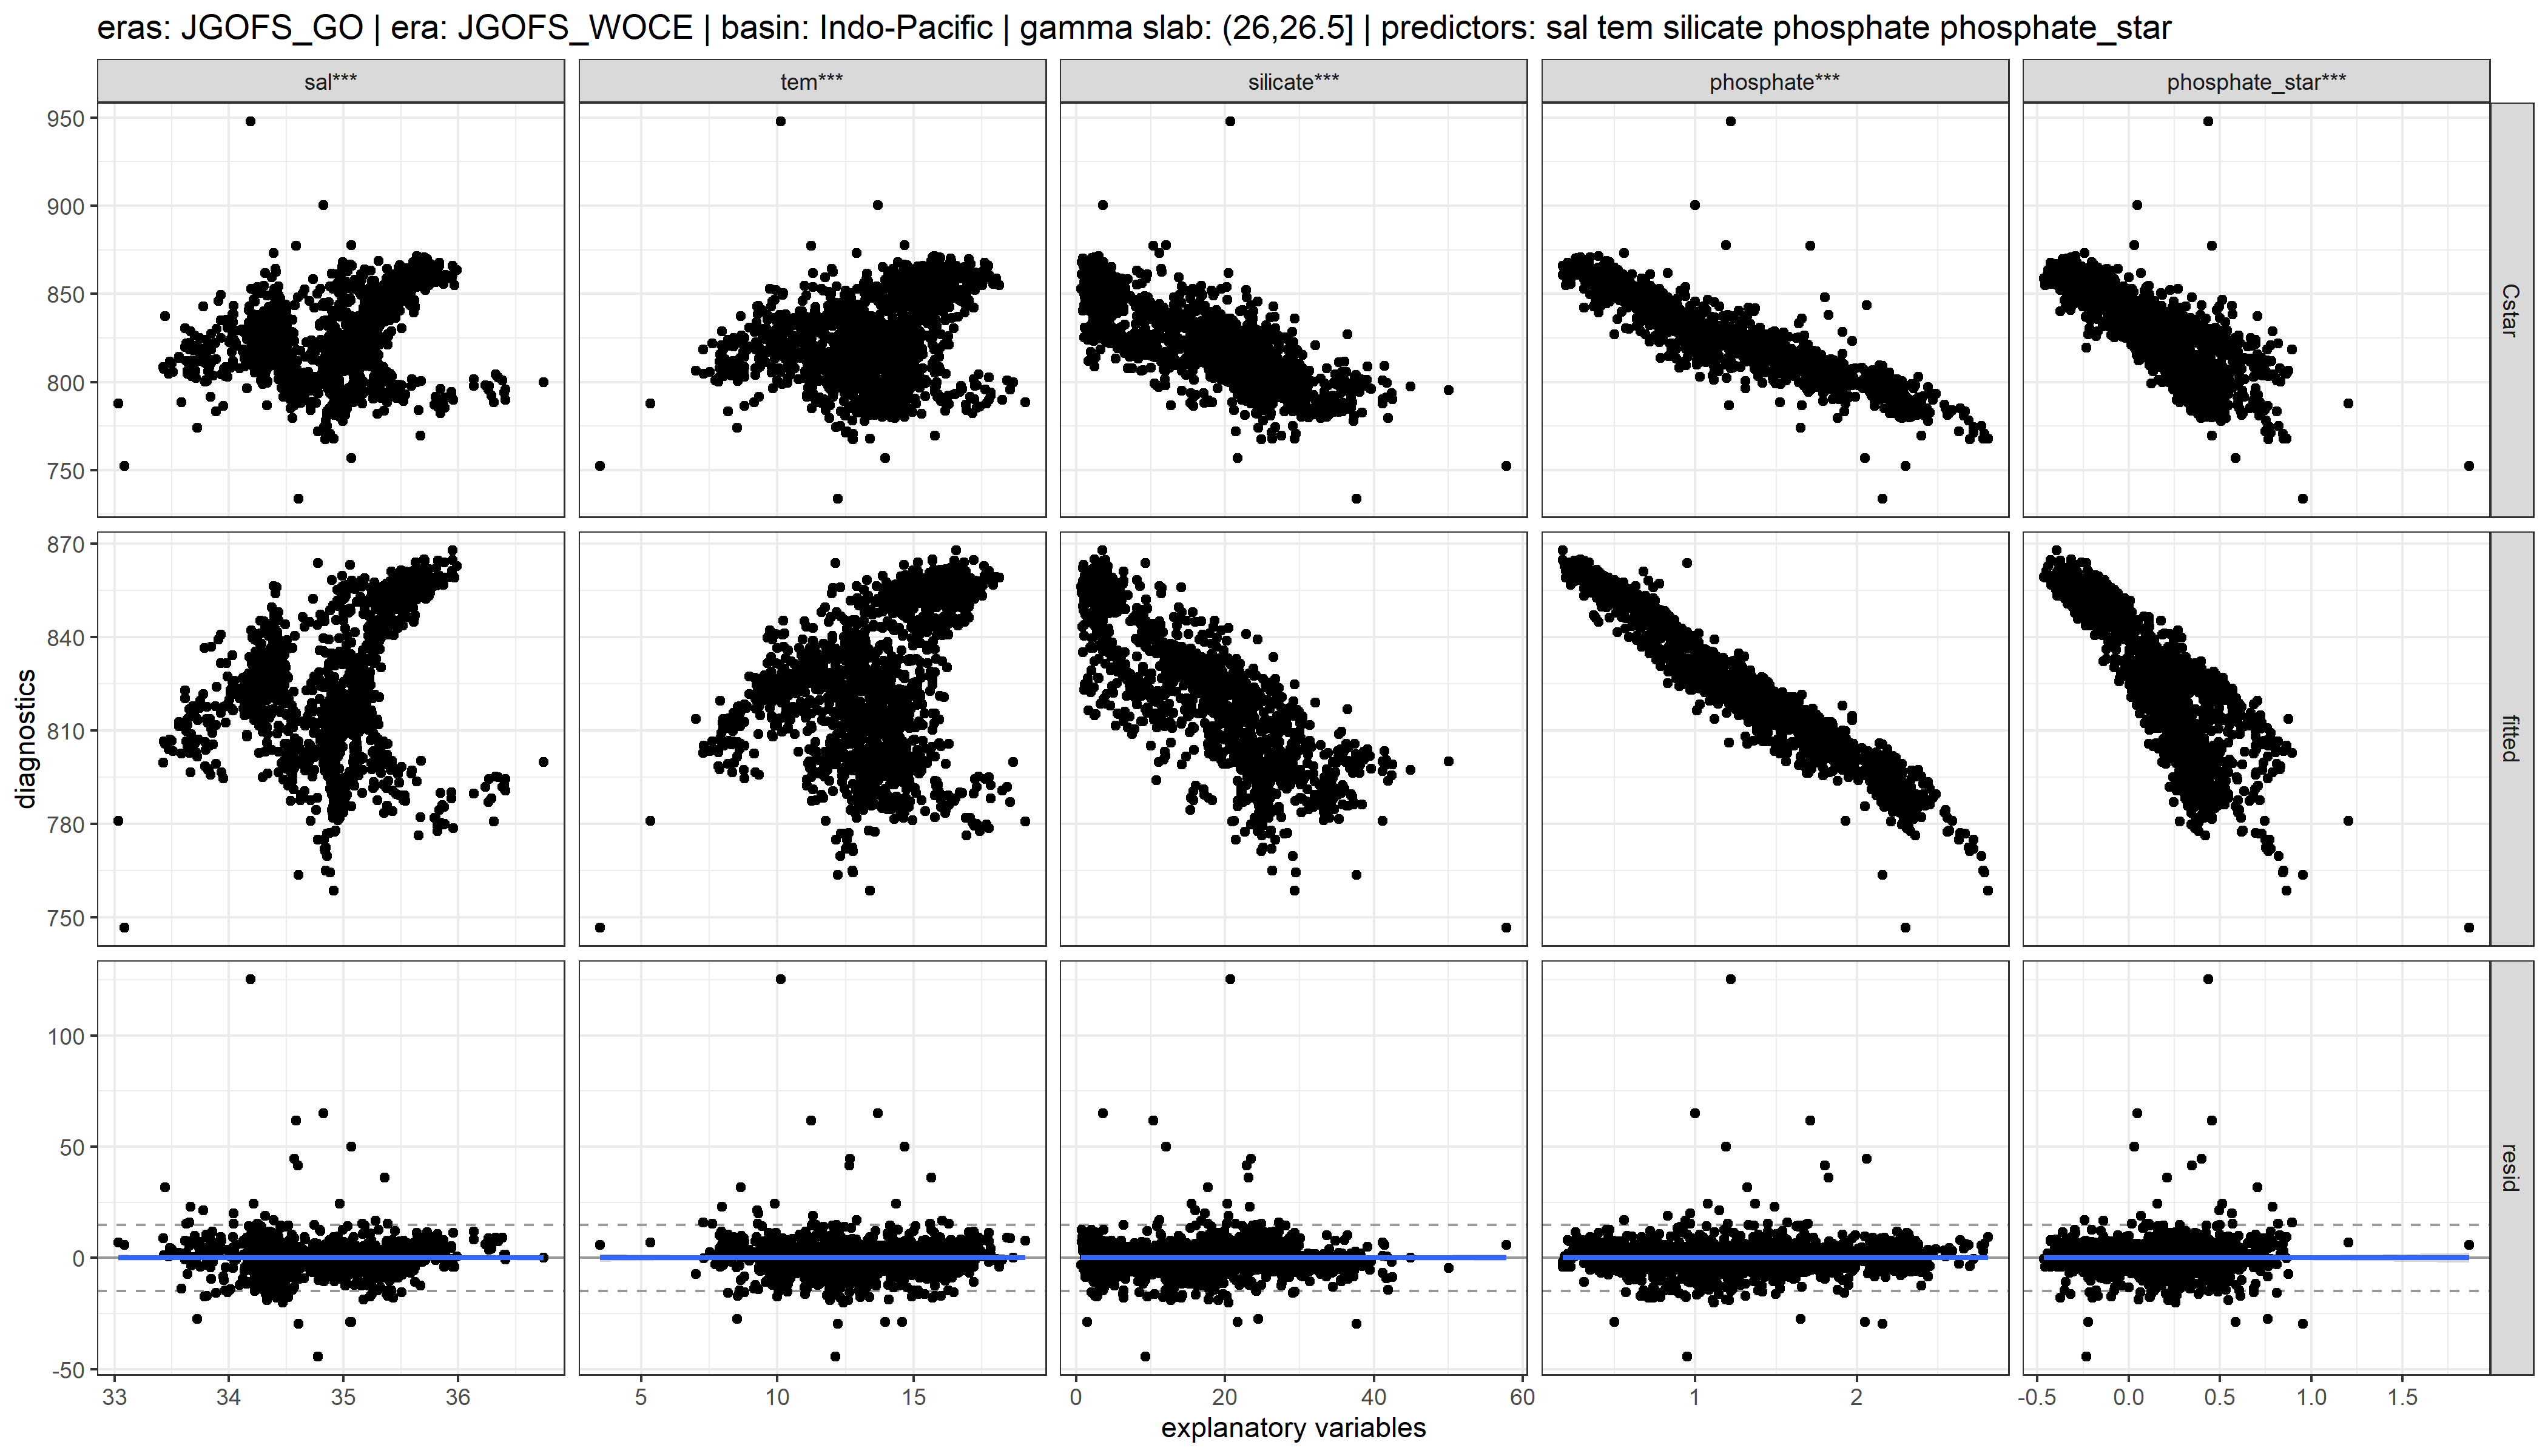 eras: JGOFS_GO | era: JGOFS_WOCE | basin: Indo-Pacific | gamma slab: (26,26.5] | predictors: sal tem silicate phosphate phosphate_star
sal*** tem*** silicate*** phosphate*** phosphate_star***
950
900
850
800
750
Cstar
870
840
810
780
750
fitted
diagnostics
100
50
0
-50
resid
33 34 35 36 5 10 15 0 20 40 60 1 2 -0.5 0.0 0.5 1.0 1.5
explanatory variables